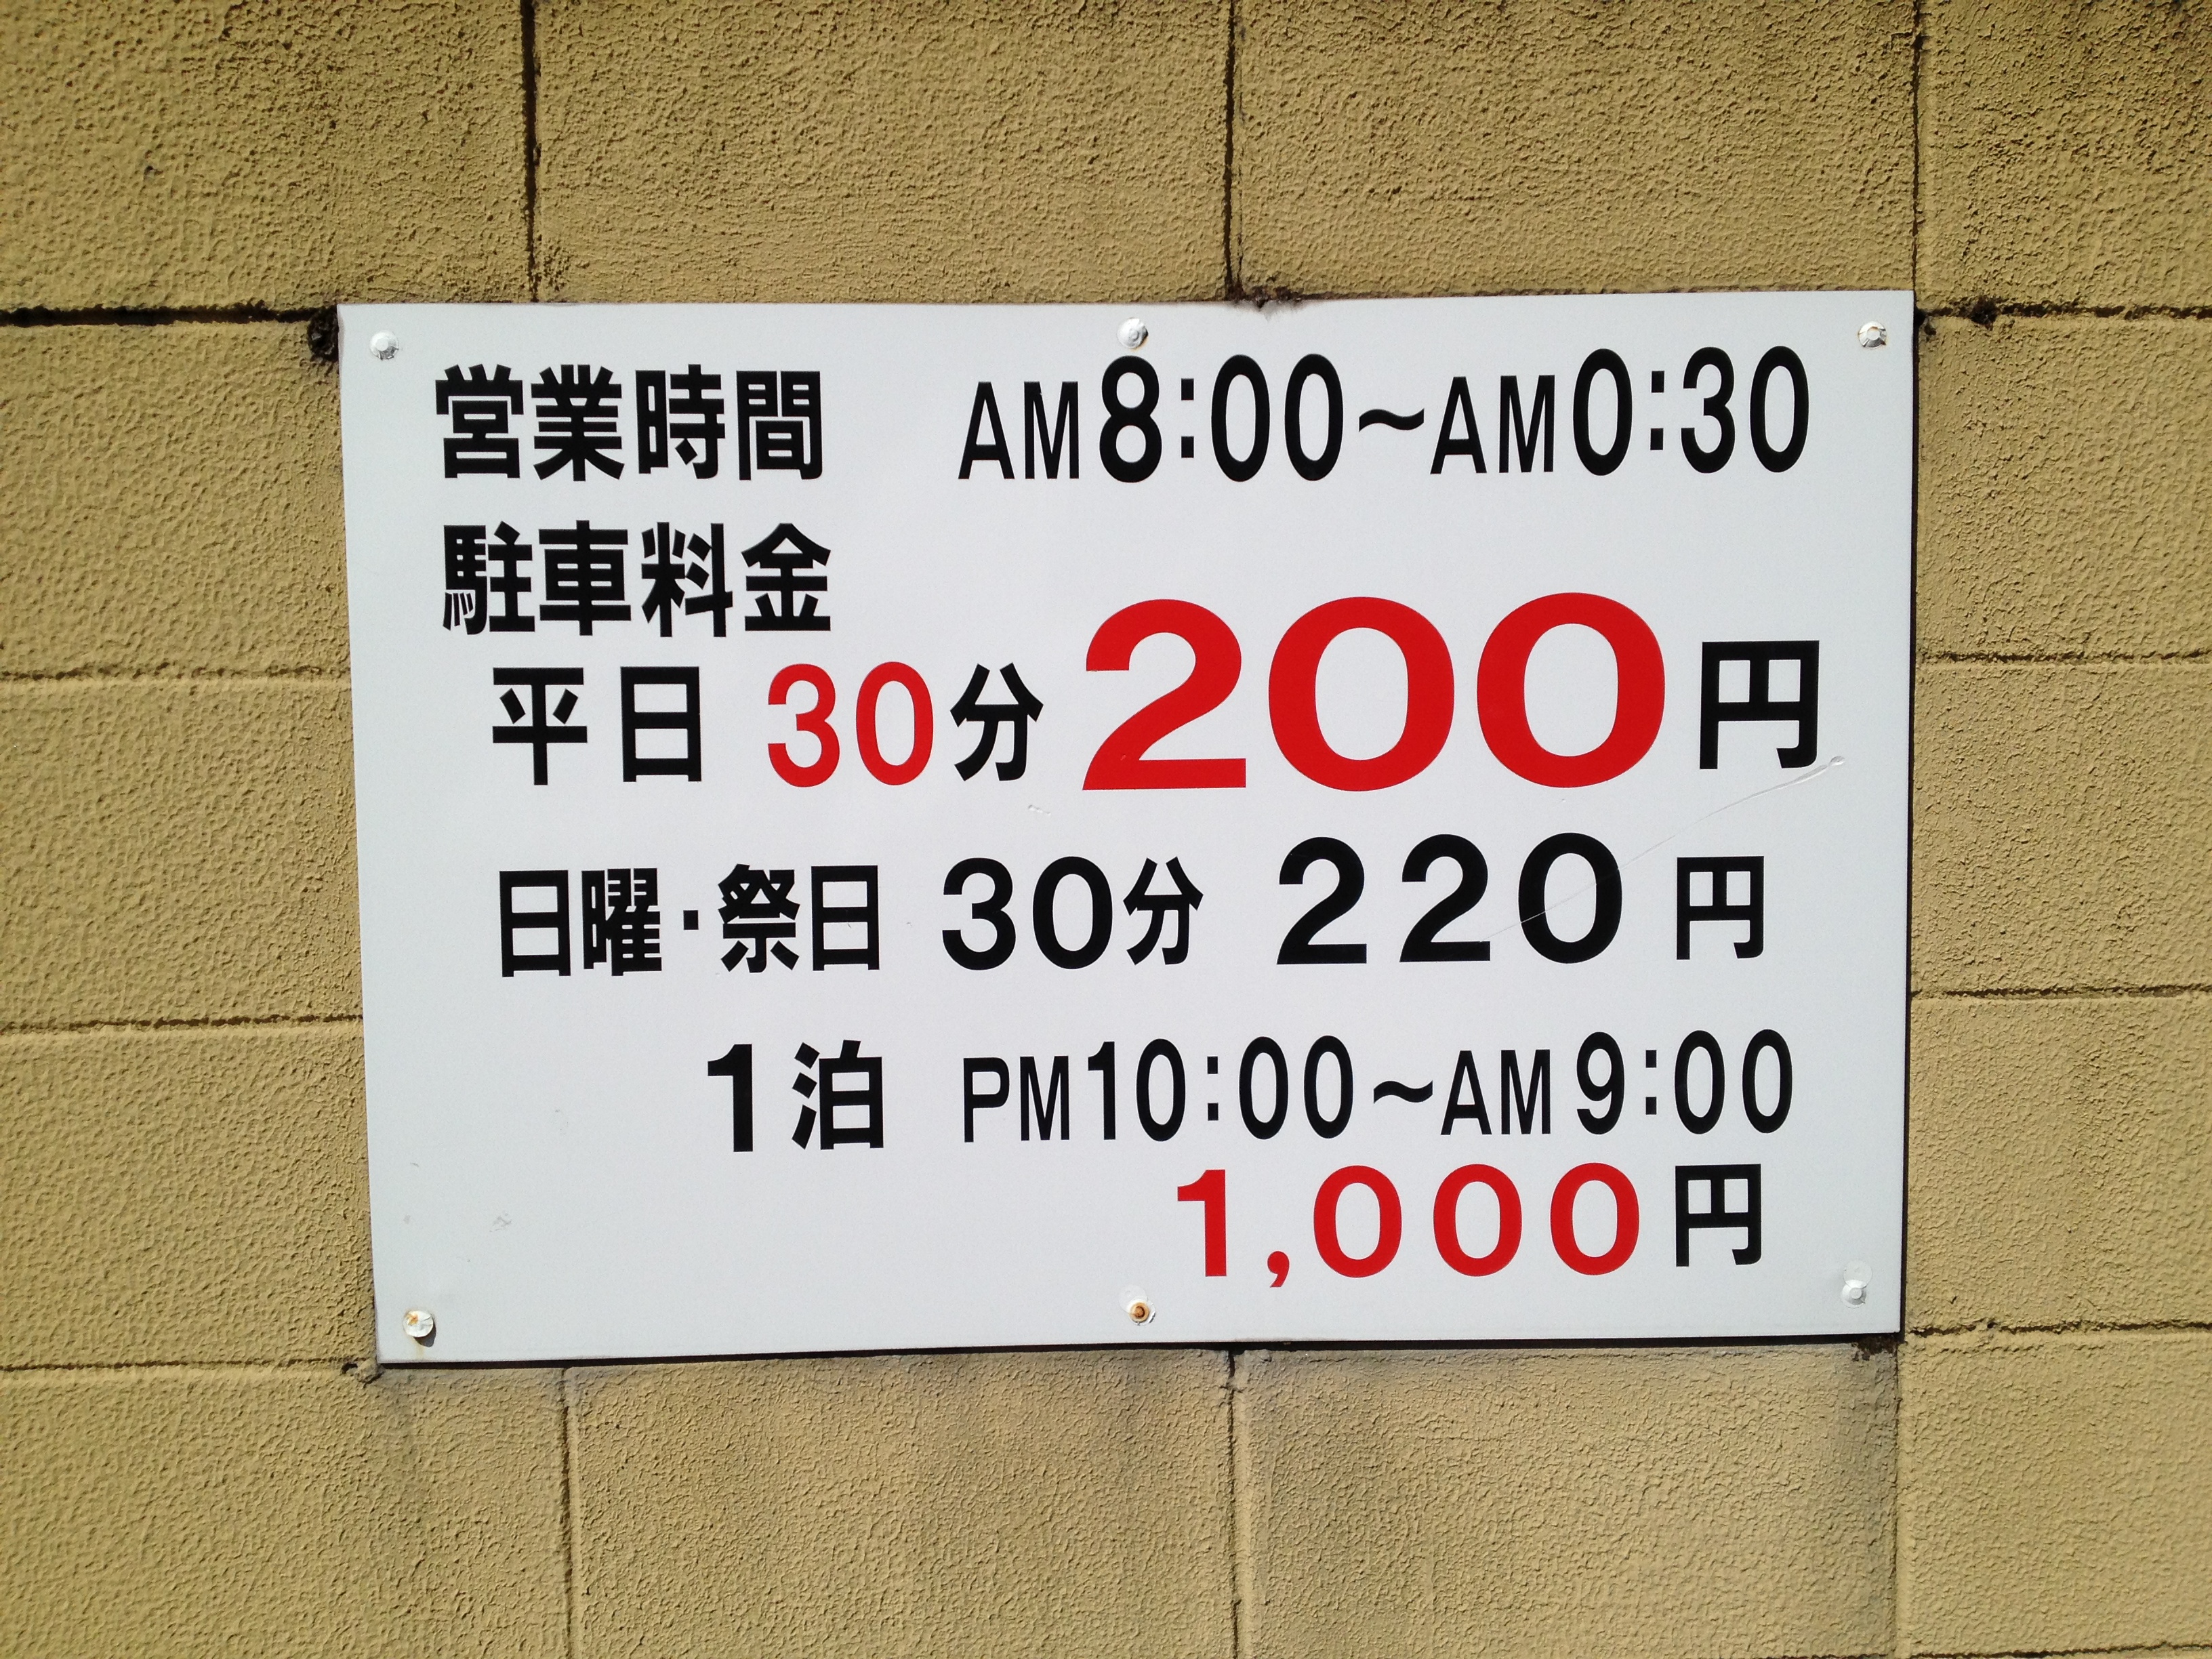 営業時間 AM8:00～AM0:30
駐車料金
平日 30分 200円
日曜・祭日 30分 220円
1泊 PM10:00～AM9:00
1,000円